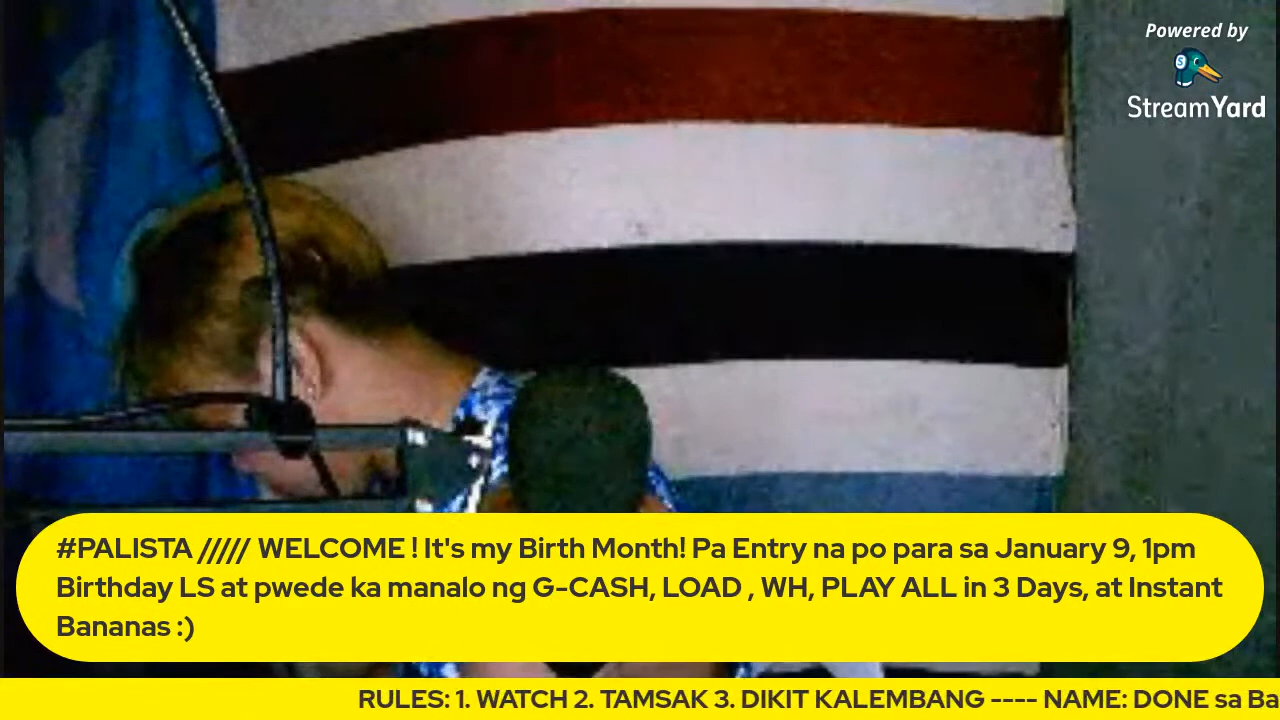 Powered by
StreamYard
#PALISTA ///// WELCOME ! It's my Birth Month! Pa Entry na po para sa January 9, 1pm
Birthday LS at pwede ka manalo ng G-CASH, LOAD , WH, PLAY ALL in 3 Days, at Instant
Bananas :)
RULES: 1. WATCH 2. TAMSAK 3. DIKIT KALEMBANG ---- NAME: DONE sa Ba